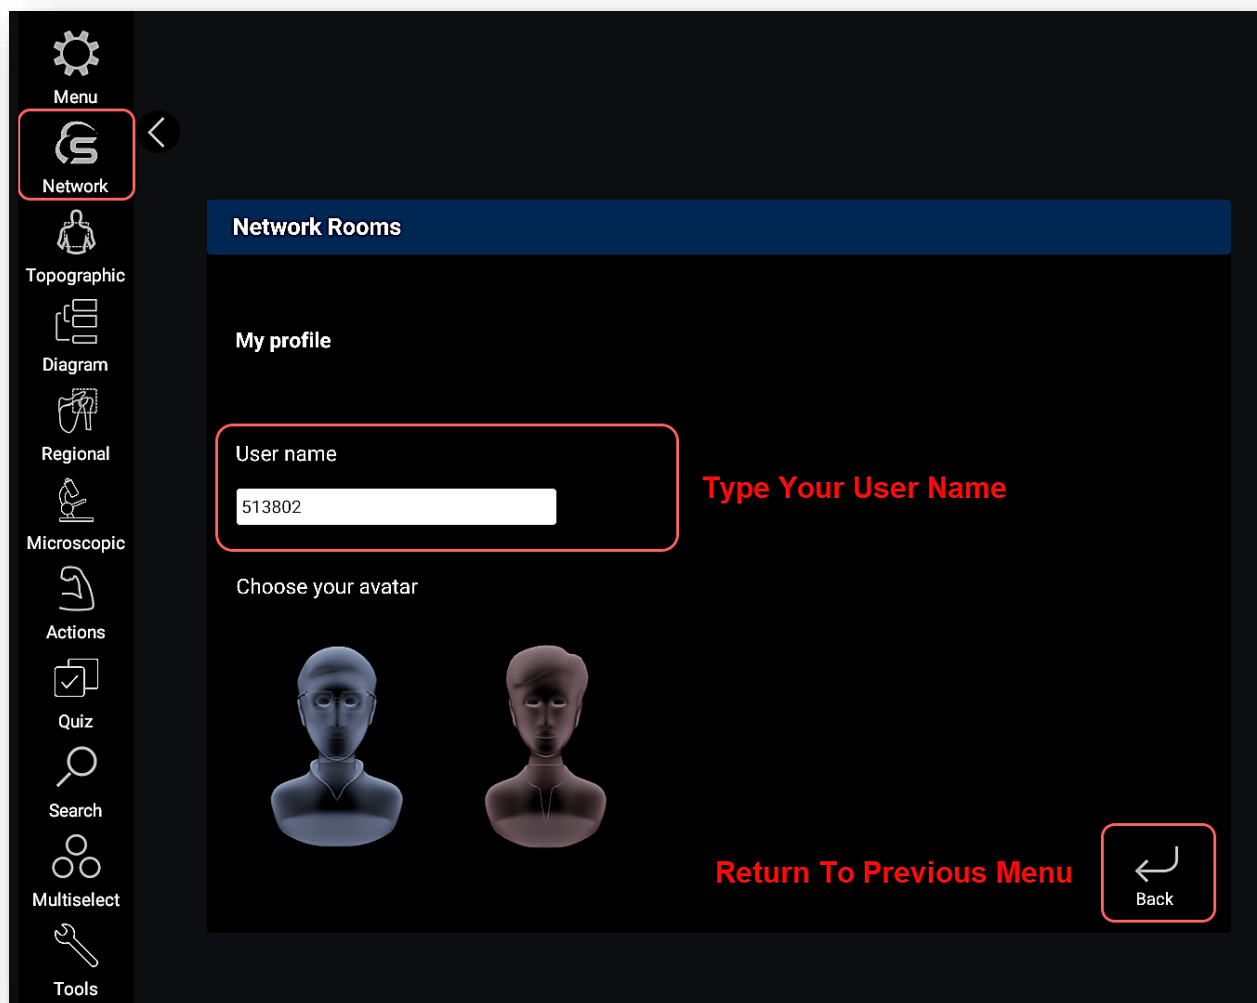 Menu
Network
Topographic
Diagram
Regional
Microscopic
Actions
Quiz
Search
Multiselect
Tools
Network Rooms
My profile
User name
513802
Type Your User Name
Choose your avatar
Return To Previous Menu
Back